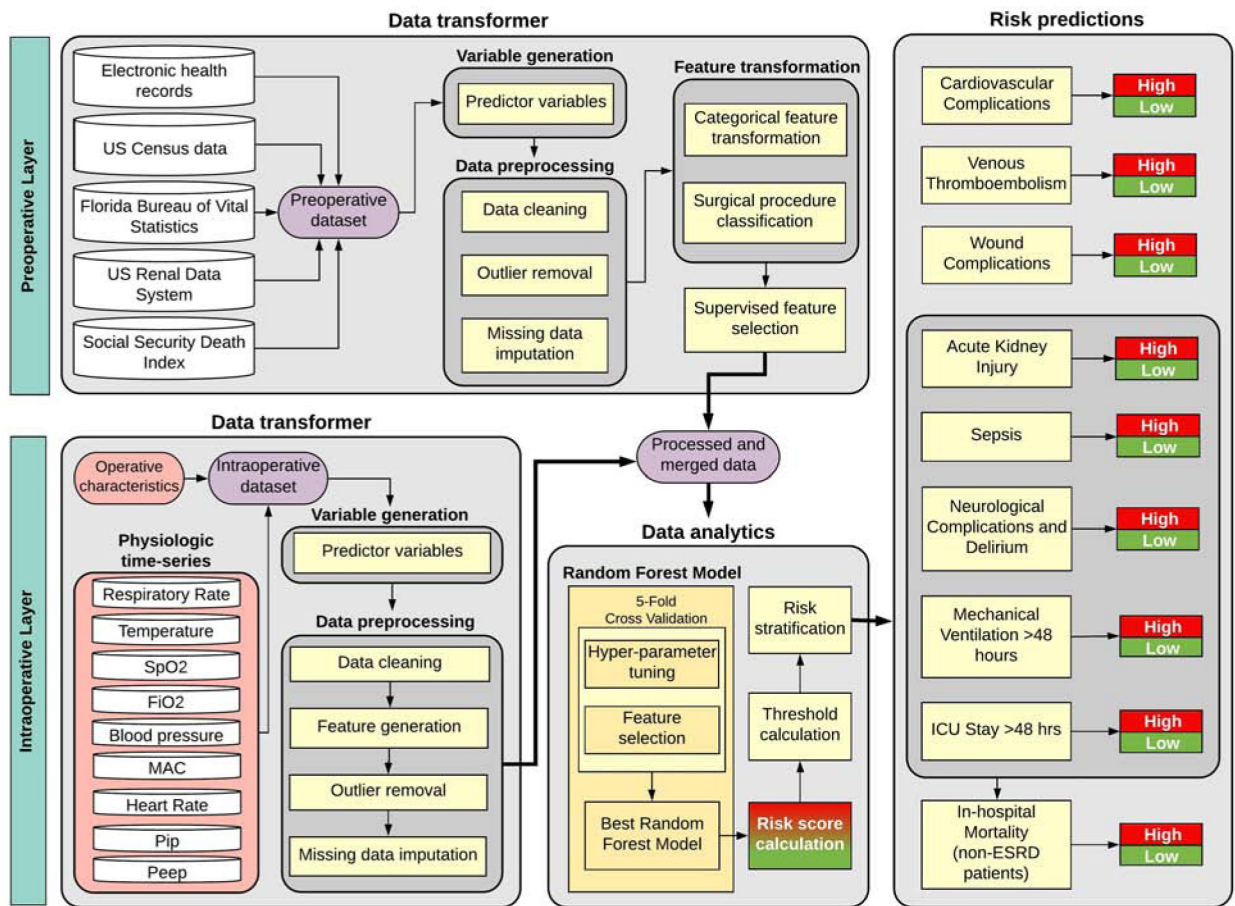 Data transformer
Preoperative Layer
Electronic health
records
US Census data
Florida Bureau of Vital
Statistics
US Renal Data
System
Social Security Death
Index
Preoperative
dataset
Variable generation
Predictor variables
Data preprocessing
Data cleaning
Outlier removal
Missing data
imputation
Feature transformation
Categorical feature
transformation
Surgical procedure
classification
Supervised feature
selection
Processed and
merged data
Intraoperative Layer
Data transformer
Operative
characteristics
Intraoperative
dataset
Physiologic
time-series
Respiratory Rate
Temperature
SpO2
FiO2
Blood pressure
MAC
Heart Rate
Pip
Peep
Variable generation
Predictor variables
Data preprocessing
Data cleaning
Feature generation
Outlier removal
Missing data imputation
Data analytics
Random Forest Model
5-Fold
Cross Validation
Hyper-parameter
tuning
Feature
selection
Best Random
Forest Model
Risk score
calculation
Threshold
calculation
Risk
stratification
Risk predictions
Cardiovascular
Complications
High
Low
Venous
Thromboembolism
High
Low
Wound
Complications
High
Low
Acute Kidney
Injury
High
Low
Sepsis
High
Low
Neurological
Complications and
Delirium
High
Low
Mechanical
Ventilation >48
hours
High
Low
ICU Stay >48 hrs
High
Low
In-hospital
Mortality
(non-ESRD
patients)
High
Low